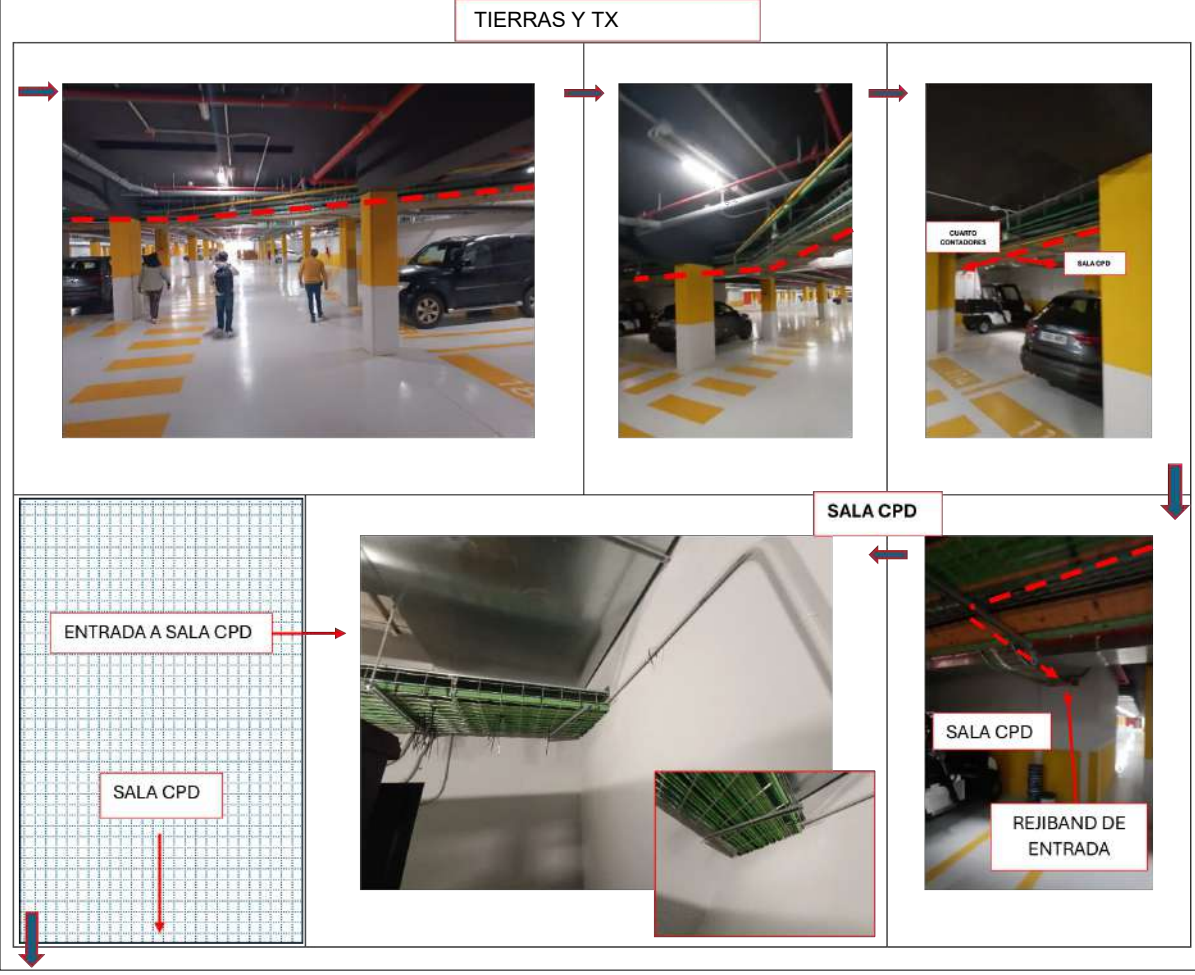 TIERRAS Y TX
CUARTO
CONTADORES
SALA CPD
SALA CPD
ENTRADA A SALA CPD
SALA CPD
SALA CPD
REJIBAND DE
ENTRADA